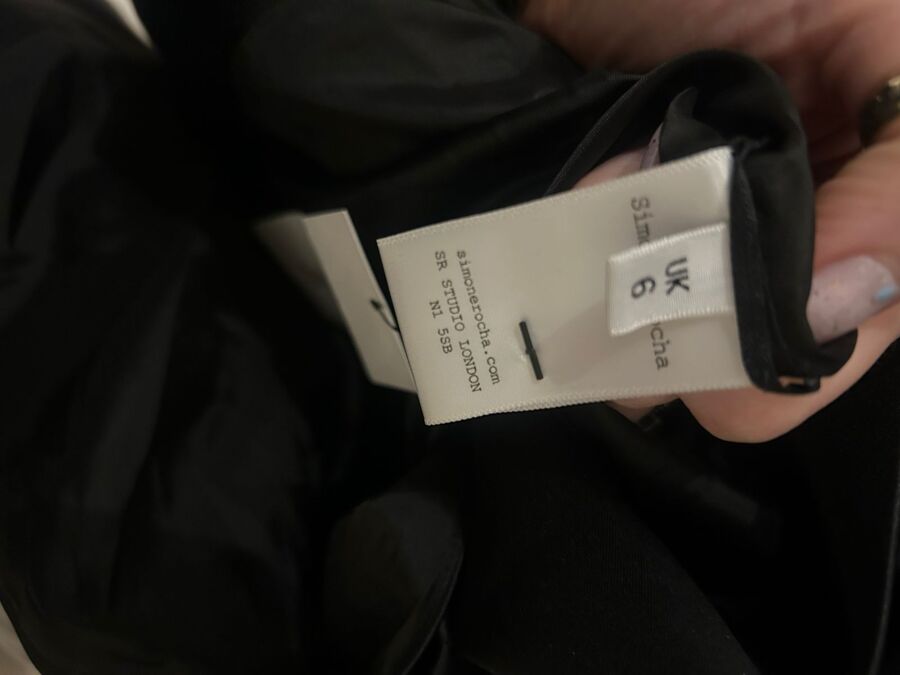 UK
6
simonerocha.com
SR STUDIO LONDON
N1 5SB